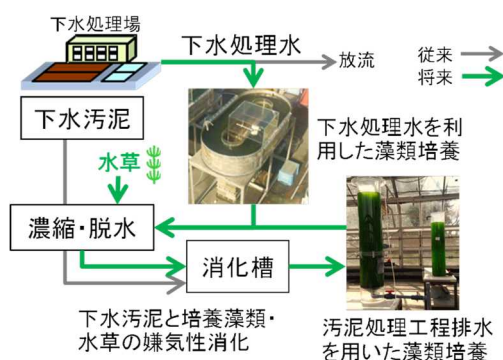 下水処理場
下水処理水
放流
従来
将来
下水汚泥
下水処理水を利
用した藻類培養
水草
濃縮・脱水
消化槽
下水汚泥と培養藻類・
水草の嫌気性消化
汚泥処理工程排水
を用いた藻類培養